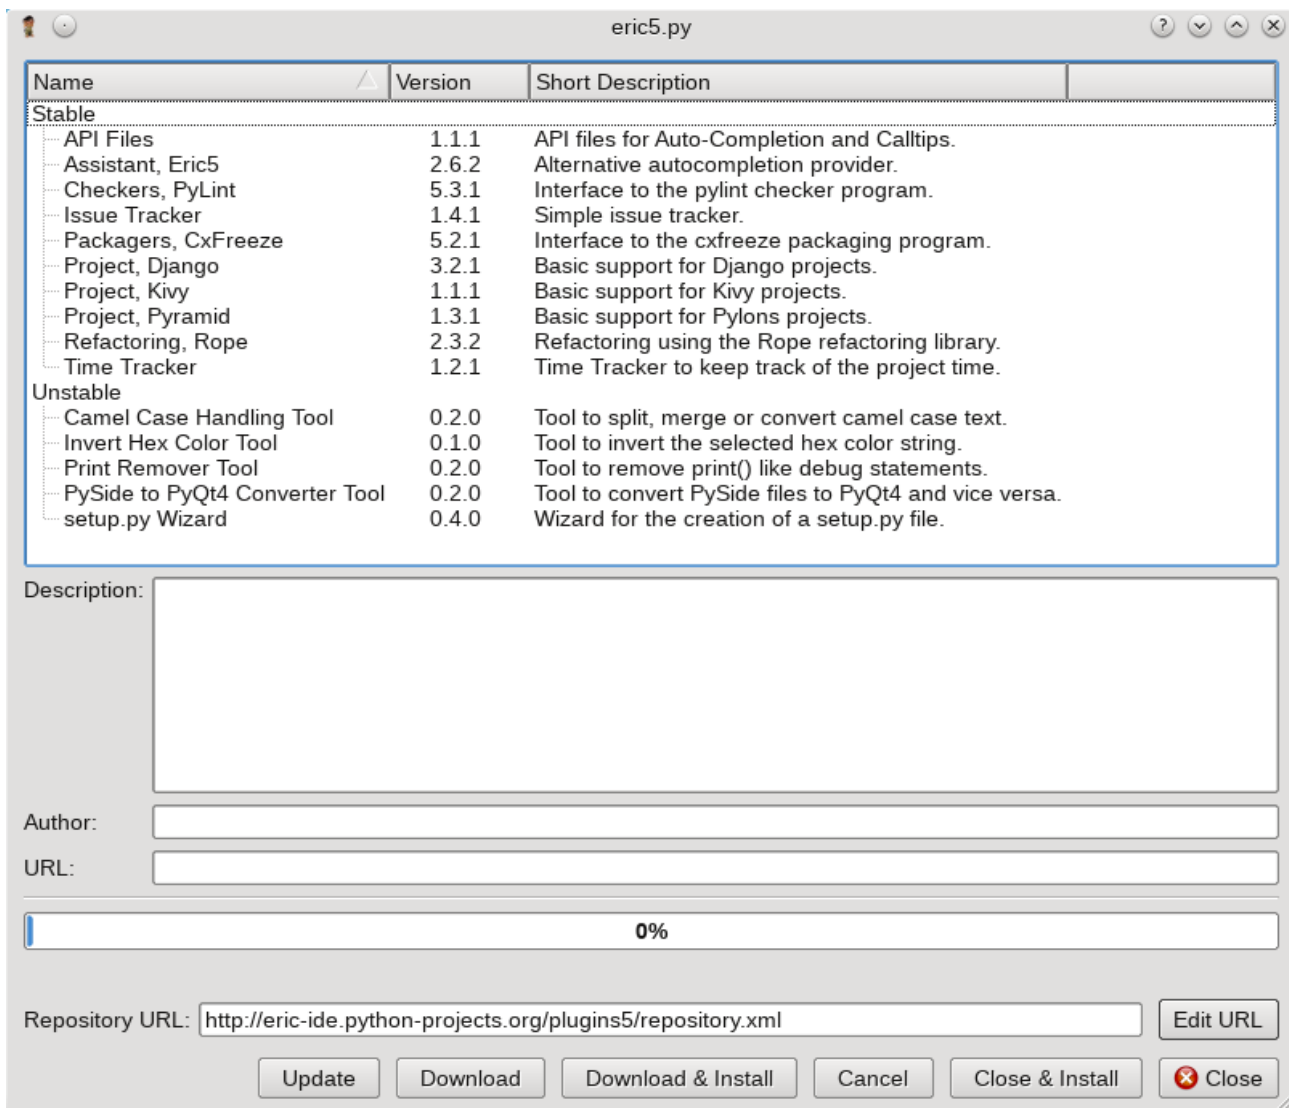 eric5.py
Name Version Short Description
Stable
API Files 1.1.1 API files for Auto-Completion and Calltips.
Assistant, Eric5 2.6.2 Alternative autocompletion provider.
Checkers, PyLint 5.3.1 Interface to the pylint checker program.
Issue Tracker 1.4.1 Simple issue tracker.
Packagers, CxFreeze 5.2.1 Interface to the cxfreeze packaging program.
Project, Django 3.2.1 Basic support for Django projects.
Project, Kivy 1.1.1 Basic support for Kivy projects.
Project, Pyramid 1.3.1 Basic support for Pylons projects.
Refactoring, Rope 2.3.2 Refactoring using the Rope refactoring library.
Time Tracker 1.2.1 Time Tracker to keep track of the project time.
Unstable
Camel Case Handling Tool 0.2.0 Tool to split, merge or convert camel case text.
Invert Hex Color Tool 0.1.0 Tool to invert the selected hex color string.
Print Remover Tool 0.2.0 Tool to remove print() like debug statements.
PySide to PyQt4 Converter Tool 0.2.0 Tool to convert PySide files to PyQt4 and vice versa.
setup.py Wizard 0.4.0 Wizard for the creation of a setup.py file.
Description:
Author:
URL:
0%
Repository URL: http://eric-ide.python-projects.org/plugins5/repository.xml Edit URL
Update Download Download & Install Cancel Close & Install Close